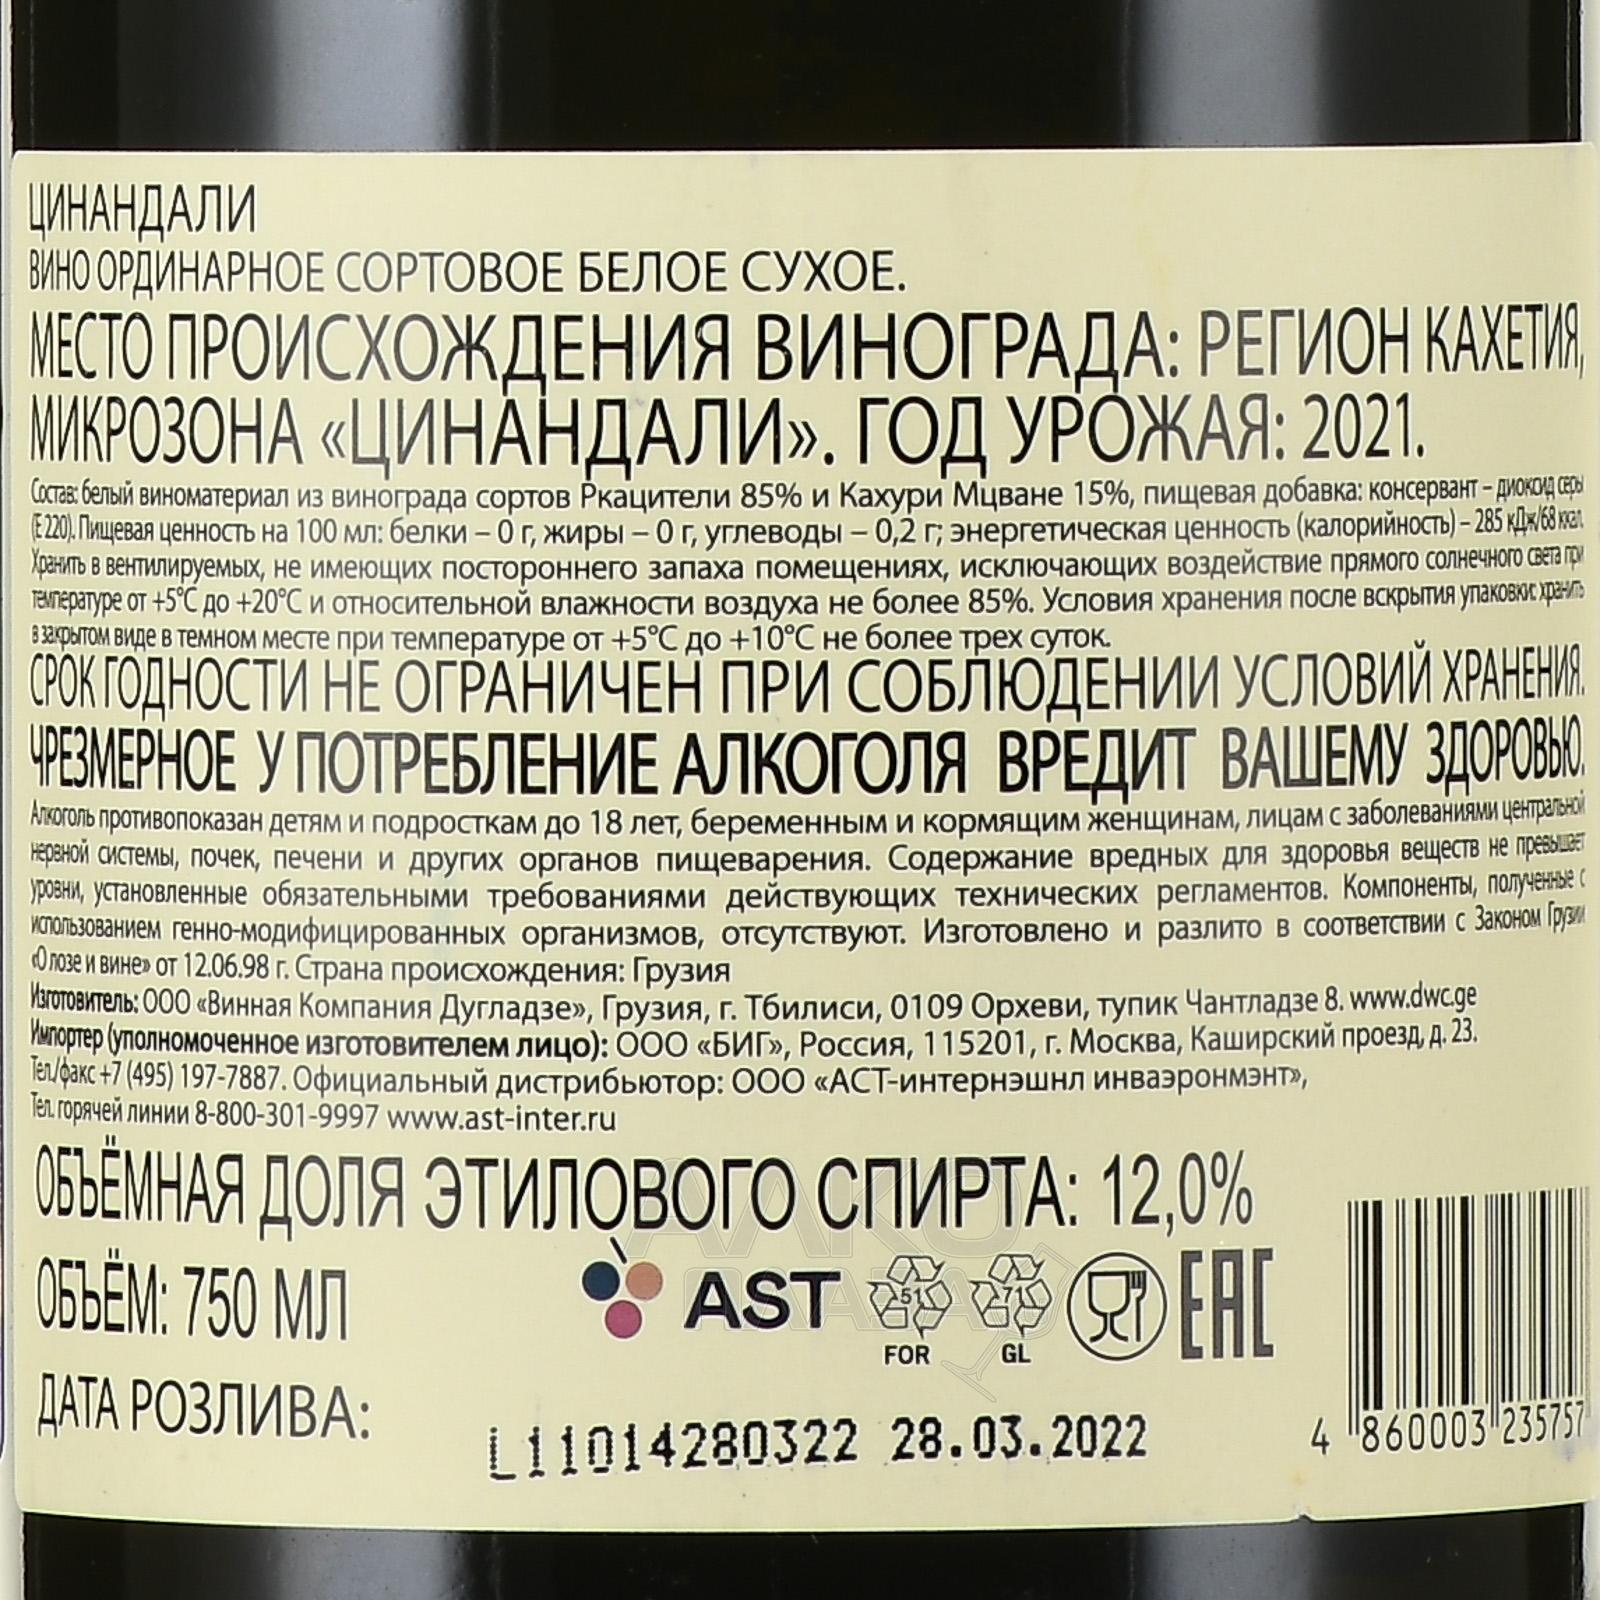 ЦИНАНДАЛИ
ВИНО ОРДИНАРНОЕ СОРТОВОЕ БЕЛОЕ СУХОЕ.
МЕСТО ПРОИСХОЖДЕНИЯ ВИНОГРАДА: РЕГИОН КАХЕТИЯ,
МИКРОЗОНА «ЦИНАНДАЛИ». ГОД УРОЖАЯ: 2021.
Состав: белый виноматериал из винограда сортов Ркацители 85% и Кахури Мцване 15%, пищевая добавка: консервант – диоксид серы
(Е 220). Пищевая ценность на 100 мл: белки – 0 г, жиры – 0 г, углеводы – 0,2 г; энергетическая ценность (калорийность) – 285 кДж/68 ккал.
Хранить в вентилируемых, не имеющих постороннего запаха помещениях, исключающих воздействие прямого солнечного света при
температуре от +5°С до +20°С и относительной влажности воздуха не более 85%. Условия хранения после вскрытия упаковки: хранить
в закрытом виде в темном месте при температуре от +5°С до +10°С не более трех суток.
СРОК ГОДНОСТИ НЕ ОГРАНИЧЕН ПРИ СОБЛЮДЕНИИ УСЛОВИЙ ХРАНЕНИЯ.
ЧРЕЗМЕРНОЕ УПОТРЕБЛЕНИЕ АЛКОГОЛЯ ВРЕДИТ ВАШЕМУ ЗДОРОВЬЮ.
Алкоголь противопоказан детям и подросткам до 18 лет, беременным и кормящим женщинам, лицам с заболеваниями центральной
нервной системы, почек, печени и других органов пищеварения. Содержание вредных для здоровья веществ не превышает
уровни, установленные обязательными требованиями действующих технических регламентов. Компоненты, полученные с
использованием генно-модифицированных организмов, отсутствуют. Изготовлено и разлито в соответствии с Законом Грузии
«О лозе и вине» от 12.06.98 г. Страна происхождения: Грузия
Изготовитель: ООО «Винная Компания Дугладзе», Грузия, г. Тбилиси, 0109 Орхеви, тупик Чантладзе 8. www.dwc.ge
Импортер (уполномоченное изготовителем лицо): ООО «БИГ», Россия, 115201, г. Москва, Каширский проезд, д. 23.
Тел./факс +7 (495) 197-7887. Официальный дистрибьютор: ООО «АСТ-интернэшнл инваэронмэнт»,
Тел. горячей линии 8-800-301-9997 www.ast-inter.ru
ОБЪЁМНАЯ ДОЛЯ ЭТИЛОВОГО СПИРТА: 12,0%
ОБЪЁМ: 750 МЛ
AST
51
FOR
71
GL
EAC
ДАТА РОЗЛИВА:
L11014280322 28.03.2022
4 860003 235757